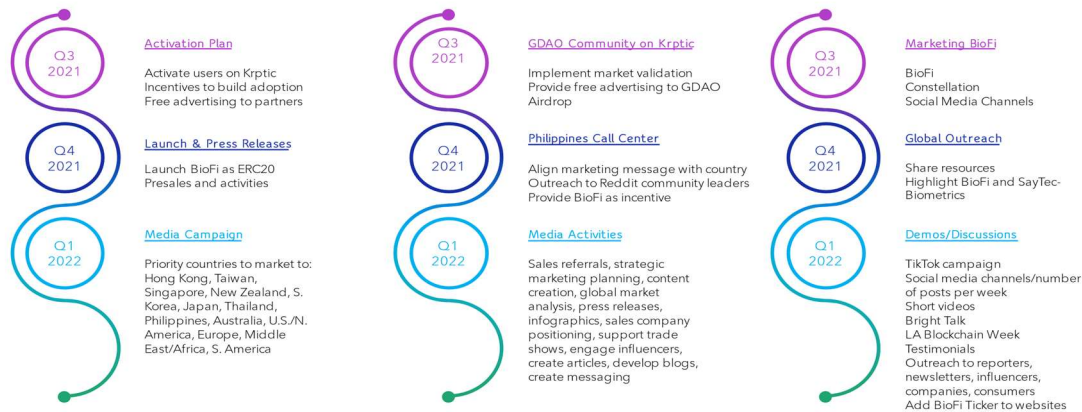 Q3
2021
Activation Plan
Activate users on Krptic
Incentives to build adoption
Free advertising to partners
Q4
2021
Launch & Press Releases
Launch BioFi as ERC20
Presales and activities
Q1
2022
Media Campaign
Priority countries to market to:
Hong Kong, Taiwan,
Singapore, New Zealand, S.
Korea, Japan, Thailand,
Philippines, Australia, U.S./N.
America, Europe, Middle
East/Africa, S. America
Q3
2021
GDAO Community on Krptic
Implement market validation
Provide free advertising to GDAO
Airdrop
Q4
2021
Philippines Call Center
Align marketing message with country
Outreach to Reddit community leaders
Provide BioFi as incentive
Q1
2022
Media Activities
Sales referrals, strategic
marketing planning, content
creation, global market
analysis, press releases,
infographics, sales company
positioning, support trade
shows, engage influencers,
create articles, develop blogs,
create messaging
Q3
2021
Marketing BioFi
BioFi
Constellation
Social Media Channels
Q4
2021
Global Outreach
Share resources
Highlight BioFi and SayTec-
Biometrics
Q1
2022
Demos/Discussions
TikTok campaign
Social media channels/number
of posts per week
Short videos
Bright Talk
LA Blockchain Week
Testimonials
Outreach to reporters,
newsletters, influencers,
companies, consumers
Add BioFi Ticker to websites